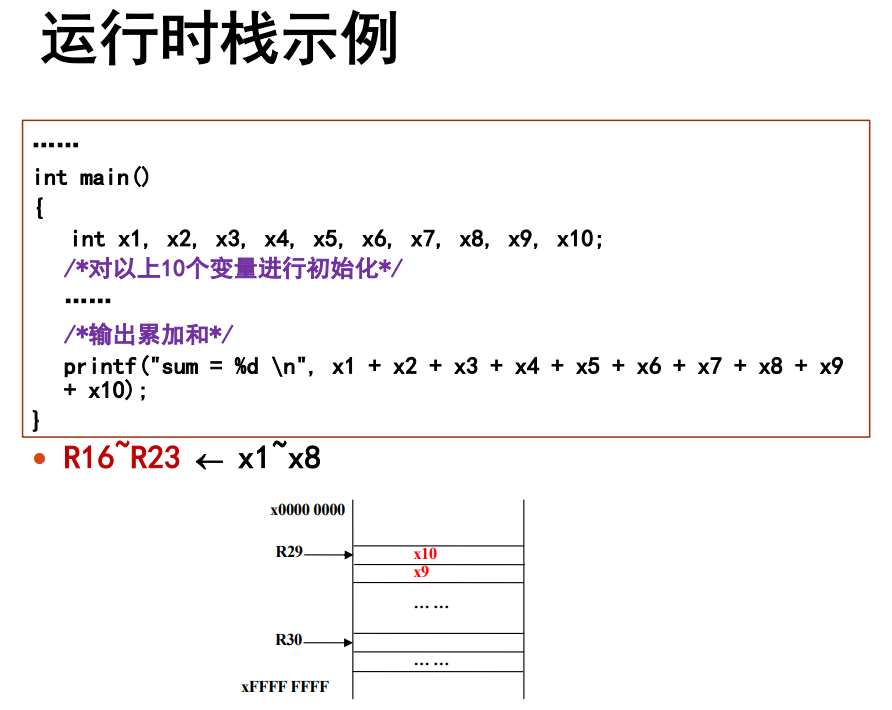 运行时栈示例
……
int main()
{
int x1, x2, x3, x4, x5, x6, x7, x8, x9, x10;
/*对以上10个变量进行初始化*/
……
/*输出累加和*/
printf("sum = %d \n", x1 + x2 + x3 + x4 + x5 + x6 + x7 + x8 + x9
+ x10);
}
• R16~R23 ← x1~x8
x0000 0000
R29 x10
x9
… …
R30
… …
xFFFF FFFF